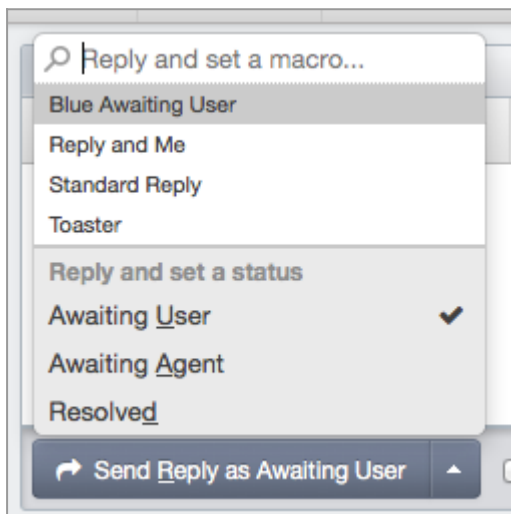 Reply and set a macro...
Blue Awaiting User
Reply and Me
Standard Reply
Toaster
Reply and set a status
Awaiting User
Awaiting Agent
Resolved
Send Reply as Awaiting User